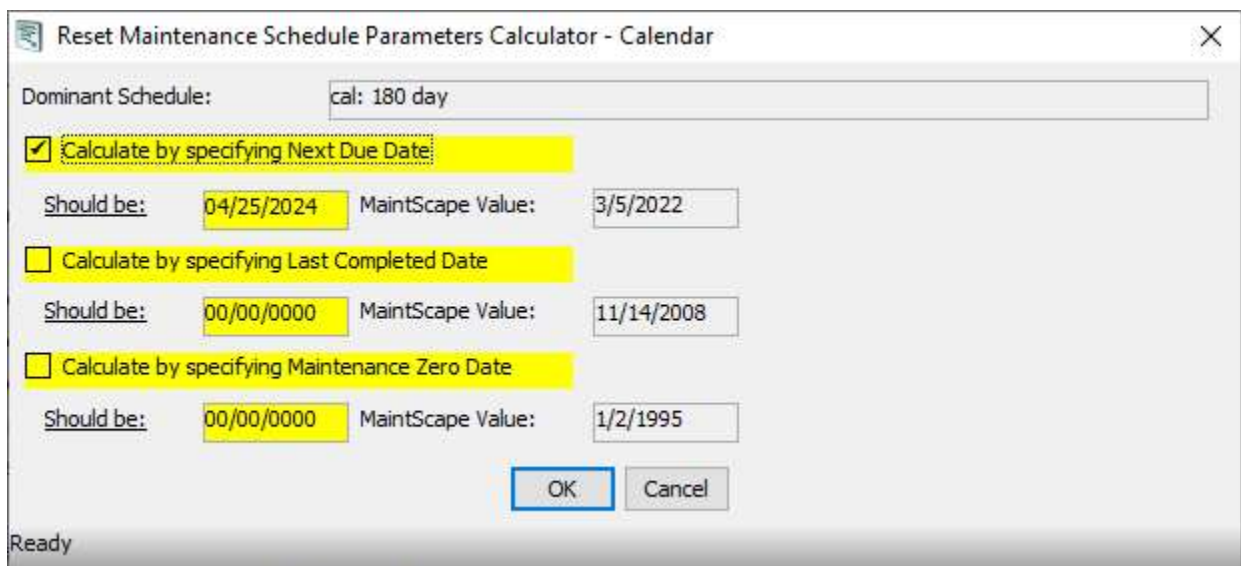 Reset Maintenance Schedule Parameters Calculator - Calendar
Dominant Schedule: cal: 180 day
Calculate by specifying Next Due Date
Should be: 04/25/2024 MaintScape Value: 3/5/2022
Calculate by specifying Last Completed Date
Should be: 00/00/0000 MaintScape Value: 11/14/2008
Calculate by specifying Maintenance Zero Date
Should be: 00/00/0000 MaintScape Value: 1/2/1995
OK Cancel
Ready